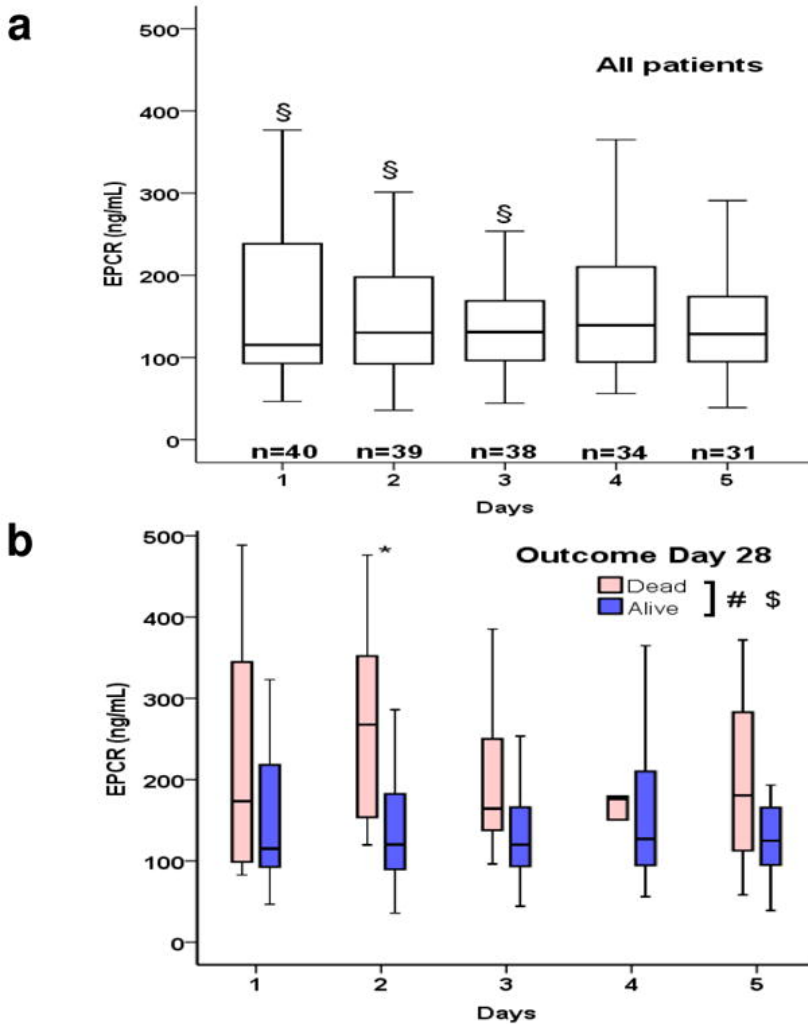 a
500
All patients
400
300
200
100
0
EPCR (ng/mL)
§
§
§
n=40 n=39 n=38 n=34 n=31
1 2 3 4 5
Days
b
500
400
300
200
100
0
EPCR (ng/mL)
*
Outcome Day 28
Dead
Alive
] # $
1 2 3 4 5
Days